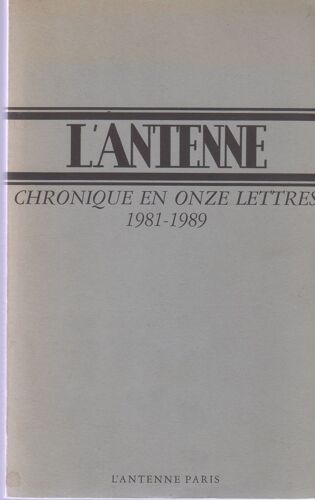 L'ANTENNE
CHRONIQUE EN ONZE LETTRES
1981-1989
L'ANTENNE PARIS